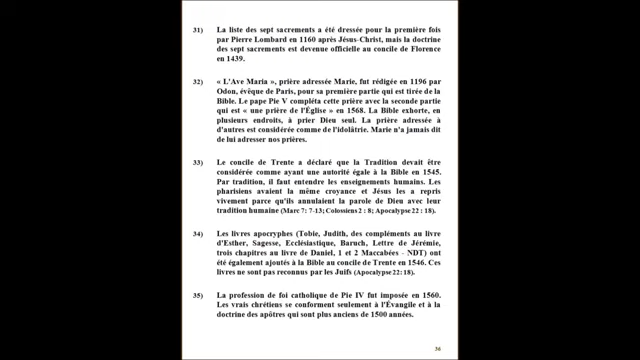 31) La liste des sept sacrements a été dressée pour la première fois
par Pierre Lombard en 1160 après Jésus-Christ, mais la doctrine
des sept sacrements est devenue officielle au concile de Florence
en 1439.
32) « L'Ave Maria », prière adressée Marie, fut rédigée en 1196 par
Odon, évêque de Paris, pour sa première partie qui est tirée de la
Bible. Le pape Pie V compléta cette prière avec la seconde partie
qui est « une prière de l'Église » en 1568. La Bible exhorte, en
plusieurs endroits, à prier Dieu seul. La prière adressée à
d'autres est considérée comme de l'idolâtrie. Marie n'a jamais dit
de lui adresser nos prières.
33) Le concile de Trente a déclaré que la Tradition devait être
considérée comme ayant une autorité égale à la Bible en 1545.
Par tradition, il faut entendre les enseignements humains. Les
pharisiens avaient la même croyance et Jésus les a repris
vivement parce qu'ils annulaient la parole de Dieu avec leur
tradition humaine (Marc 7: 7-13; Colossiens 2 : 8; Apocalypse 22 : 18).
34) Les livres apocryphes (Tobie, Judith, des compléments au livre
d'Esther, Sagesse, Ecclésiastique, Baruch, Lettre de Jérémie,
trois chapitres au livre de Daniel, 1 et 2 Maccabées - NDT) ont
été également ajoutés à la Bible au concile de Trente en 1546. Ces
livres ne sont pas reconnus par les Juifs (Apocalypse 22: 18).
35) La profession de foi catholique de Pie IV fut imposée en 1560.
Les vrais chrétiens se conforment seulement à l'Évangile et à la
doctrine des apôtres qui sont plus anciens de 1500 années.
36